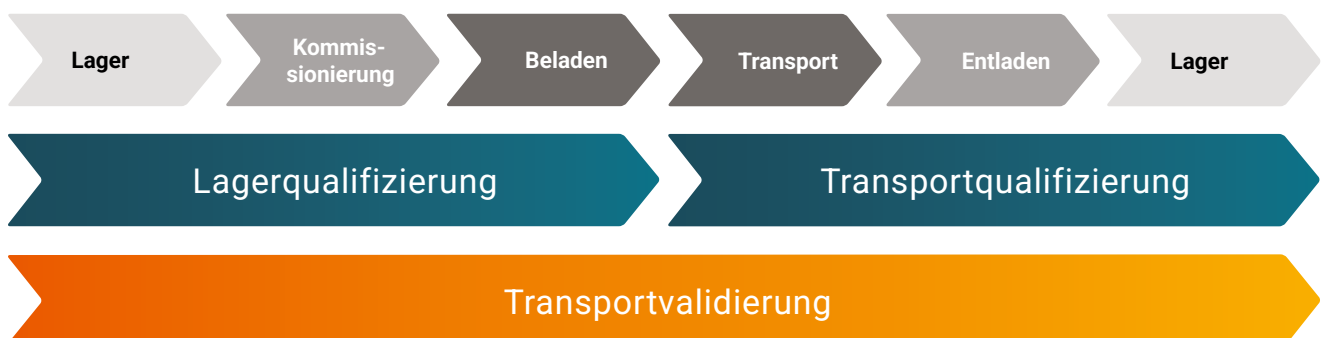 Lager
Kommis-
sionierung
Beladen
Transport
Entladen
Lager
Lagerqualifizierung
Transportqualifizierung
Transportvalidierung